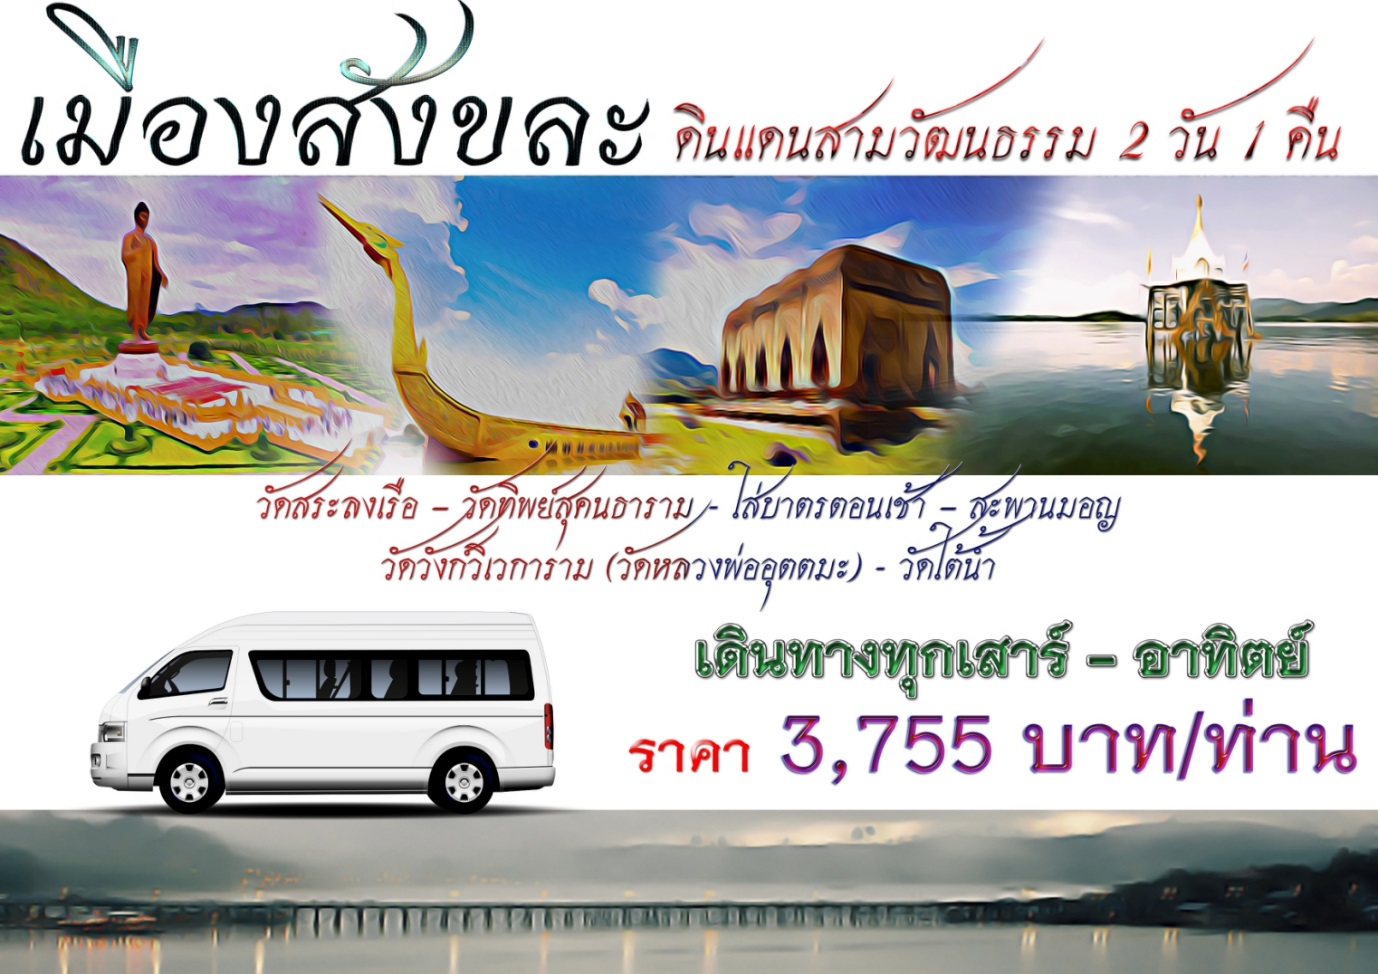 เมืองสังขละ ดินแดนสามวัฒนธรรม 2 วัน 1 คืน
วัดสระลงเรือ – วัดทิพย์สุคนธาราม - ใส่บาตรตอนเช้า – สะพานมอญ
วัดวังก์วิเวการาม (วัดหลวงพ่ออุตตมะ) - วัดใต้น้ำ
เดินทางทุกเสาร์ – อาทิตย์
ราคา 3,755 บาท/ท่าน